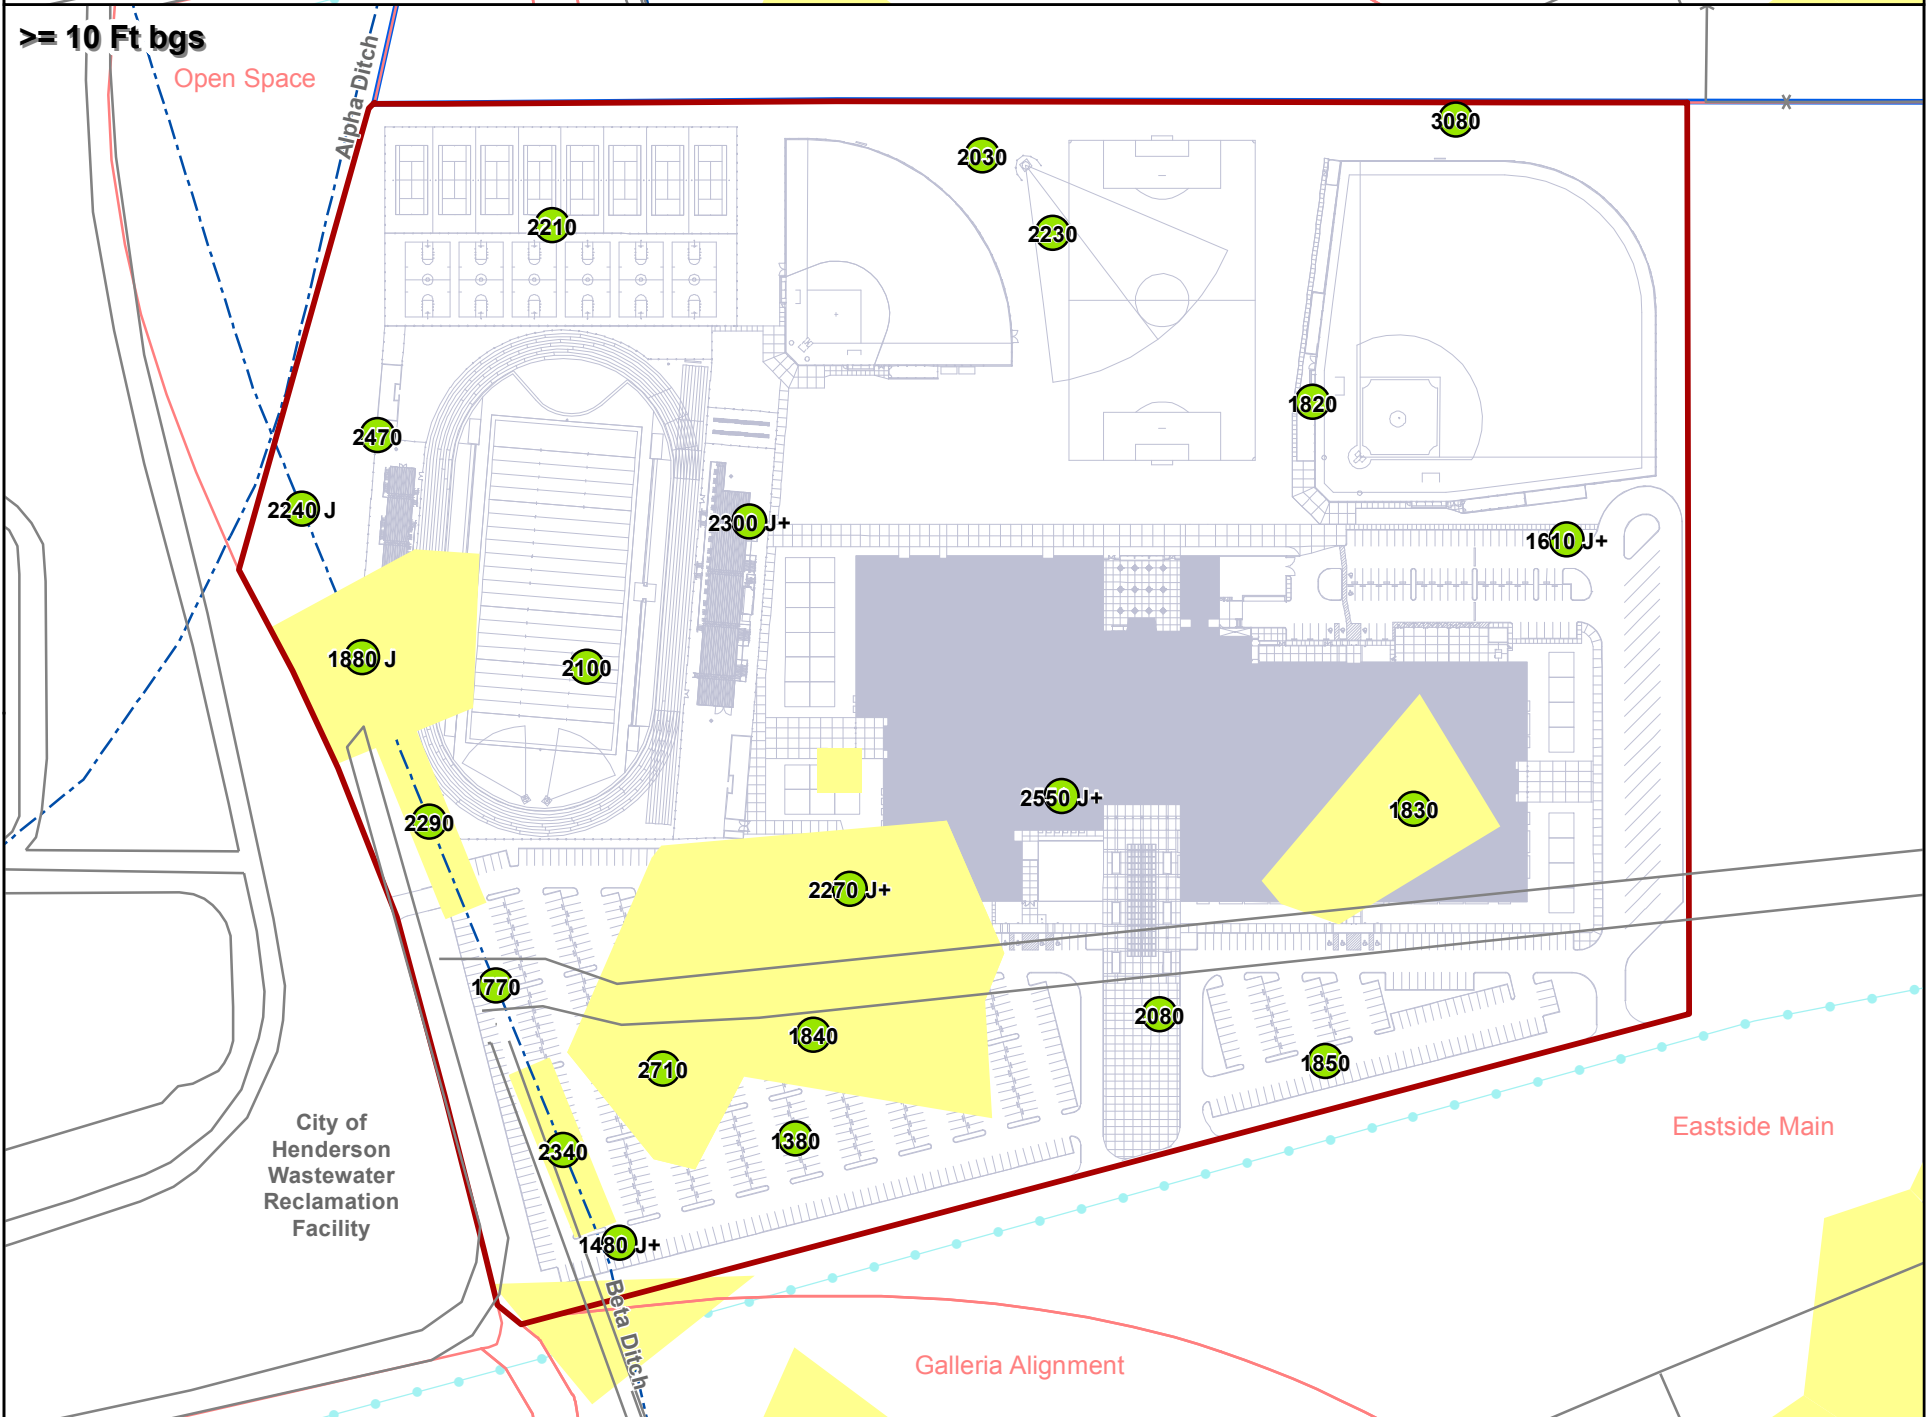 >= 10 Ft bgs
Open Space
Alpha Ditch
3080
2030
2210
2230
1820
2470
2240 J
2300 J+
1610 J+
1880 J
2100
2550 J+
1830
2290
2270 J+
1770
2080
1840
1850
2710
City of
Henderson
Wastewater
Reclamation
Facility
1380
2340
Eastside Main
1480 J+
Beta Ditch
Galleria Alignment